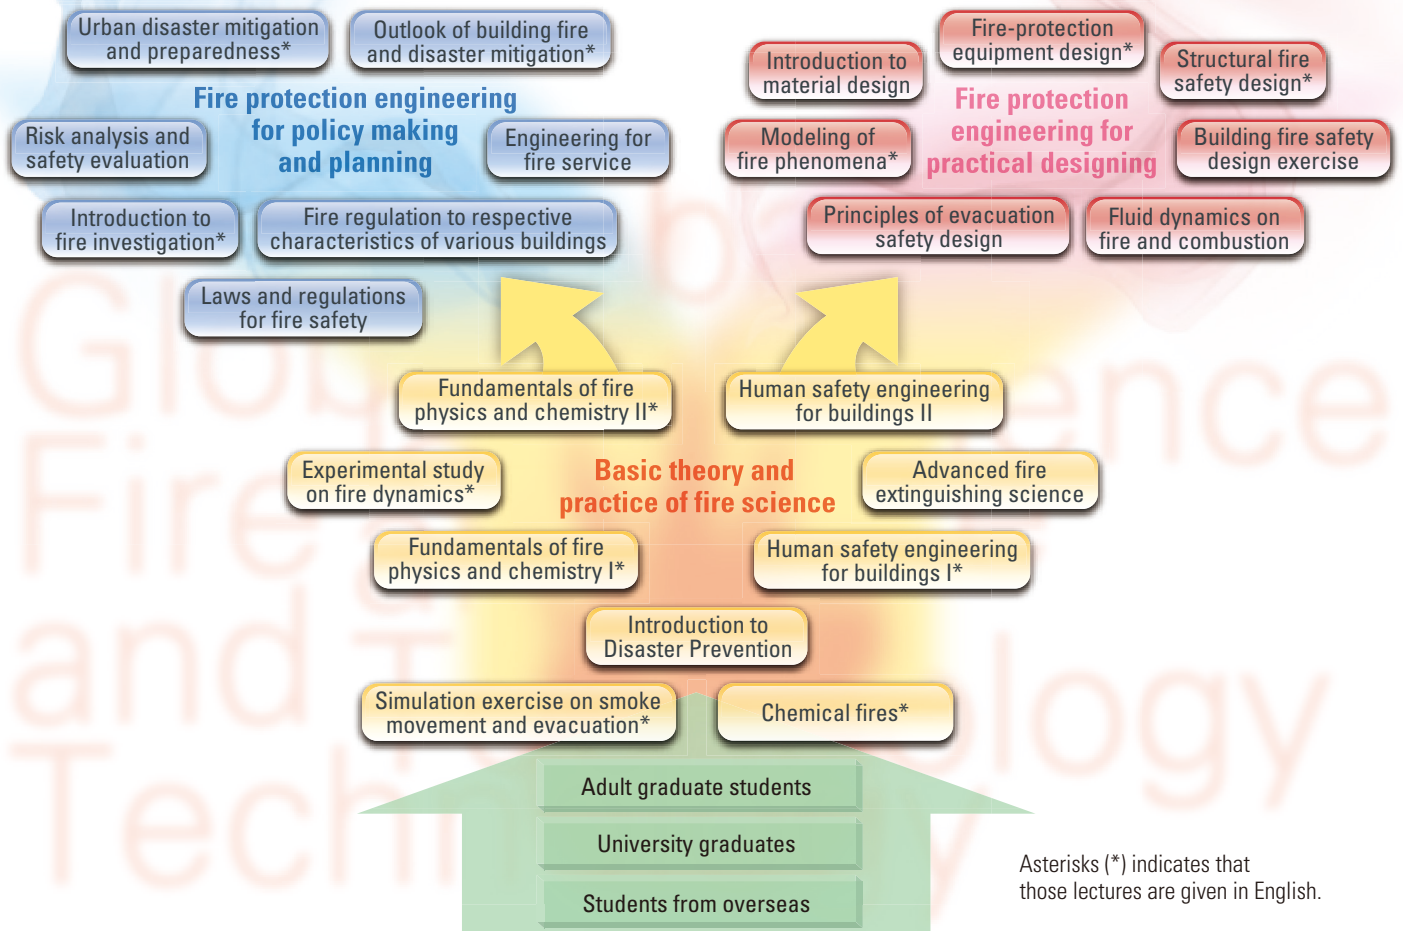 Urban disaster mitigation
and preparedness*
Outlook of building fire
and disaster mitigation*
Fire protection engineering
for policy making
and planning
Risk analysis and
safety evaluation
Engineering for
fire service
Introduction to
fire investigation*
Fire regulation to respective
characteristics of various buildings
Laws and regulations
for fire safety
Fire-protection
equipment design*
Introduction to
material design
Structural fire
safety design*
Fire protection
engineering for
practical designing
Modeling of
fire phenomena*
Building fire safety
design exercise
Principles of evacuation
safety design
Fluid dynamics on
fire and combustion
Fundamentals of fire
physics and chemistry II*
Human safety engineering
for buildings II
Experimental study
on fire dynamics*
Basic theory and
practice of fire science
Advanced fire
extinguishing science
Fundamentals of fire
physics and chemistry I*
Human safety engineering
for buildings I*
Introduction to
Disaster Prevention
Simulation exercise on smoke
movement and evacuation*
Chemical fires*
Adult graduate students
University graduates
Students from overseas
Asterisks (*) indicates that
those lectures are given in English.
Fire
and